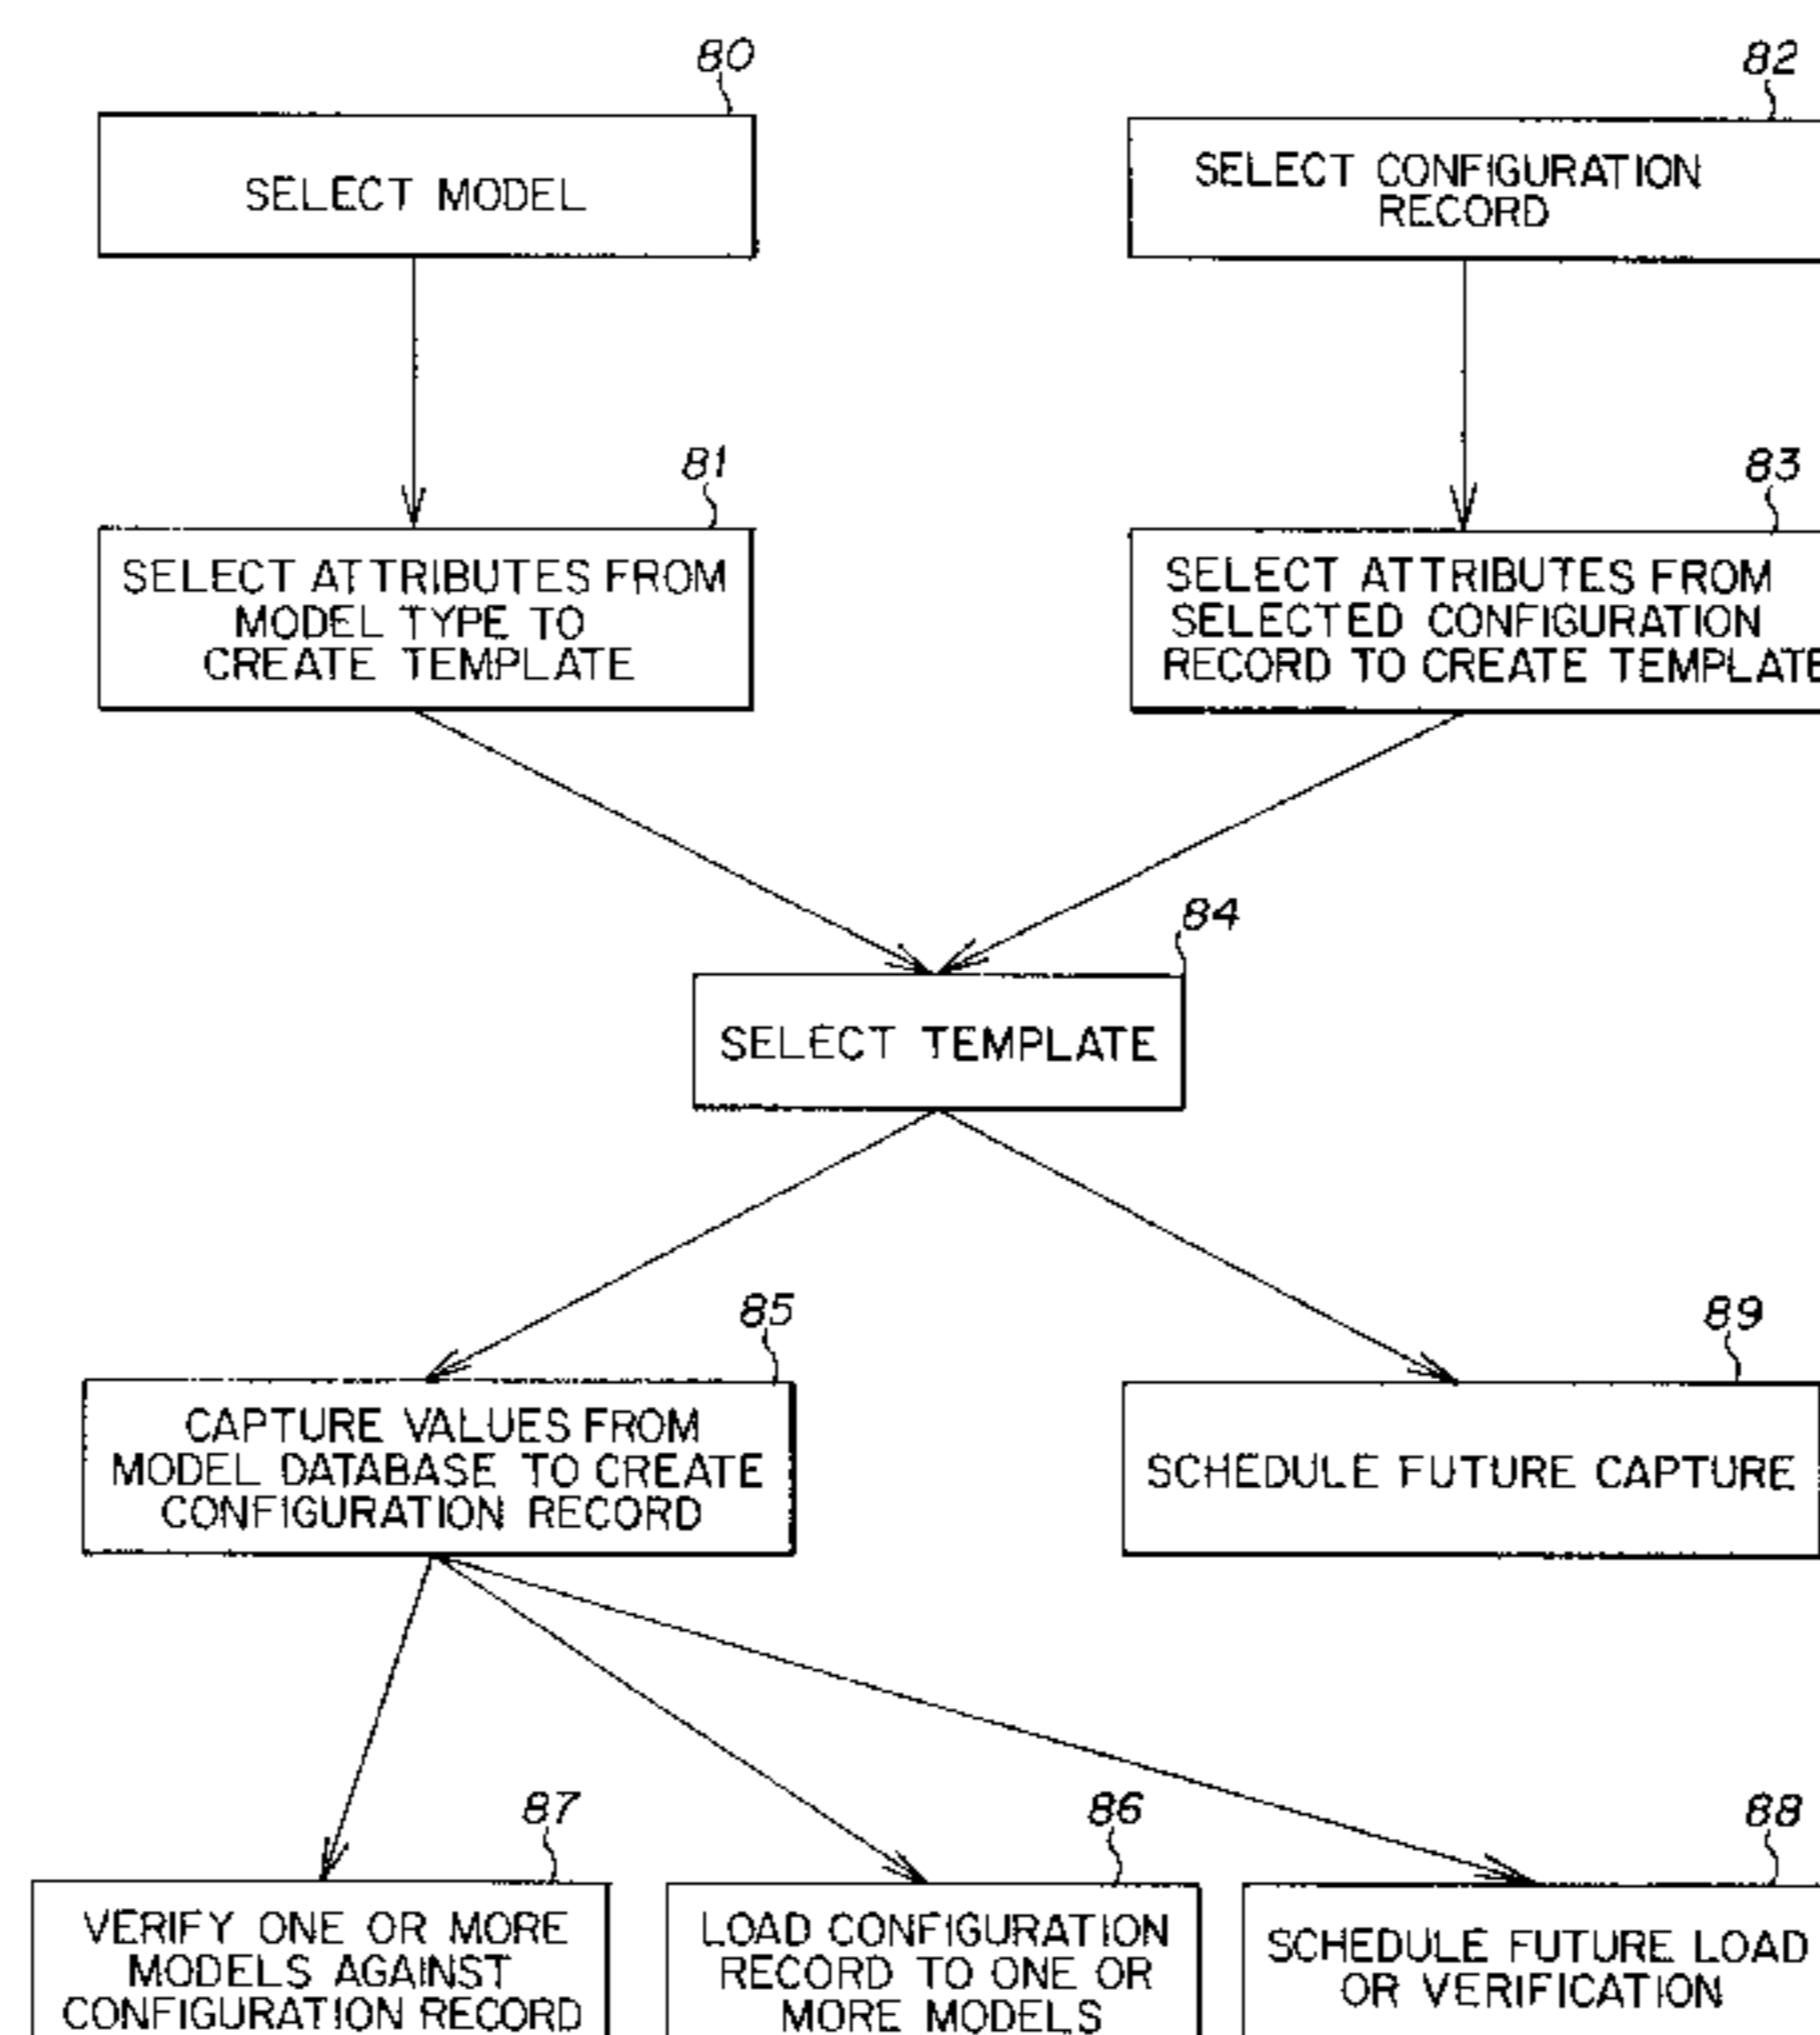 80
SELECT MODEL
82
SELECT CONFIGURATION
RECORD
81
SELECT ATTRIBUTES FROM
MODEL TYPE TO
CREATE TEMPLATE
83
SELECT ATTRIBUTES FROM
SELECTED CONFIGURATION
RECORD TO CREATE TEMPLATE
84
SELECT TEMPLATE
85
CAPTURE VALUES FROM
MODEL DATABASE TO CREATE
CONFIGURATION RECORD
89
SCHEDULE FUTURE CAPTURE
87
VERIFY ONE OR MORE
MODELS AGAINST
CONFIGURATION RECORD
86
LOAD CONFIGURATION
RECORD TO ONE OR
MORE MODELS
88
SCHEDULE FUTURE LOAD
OR VERIFICATION